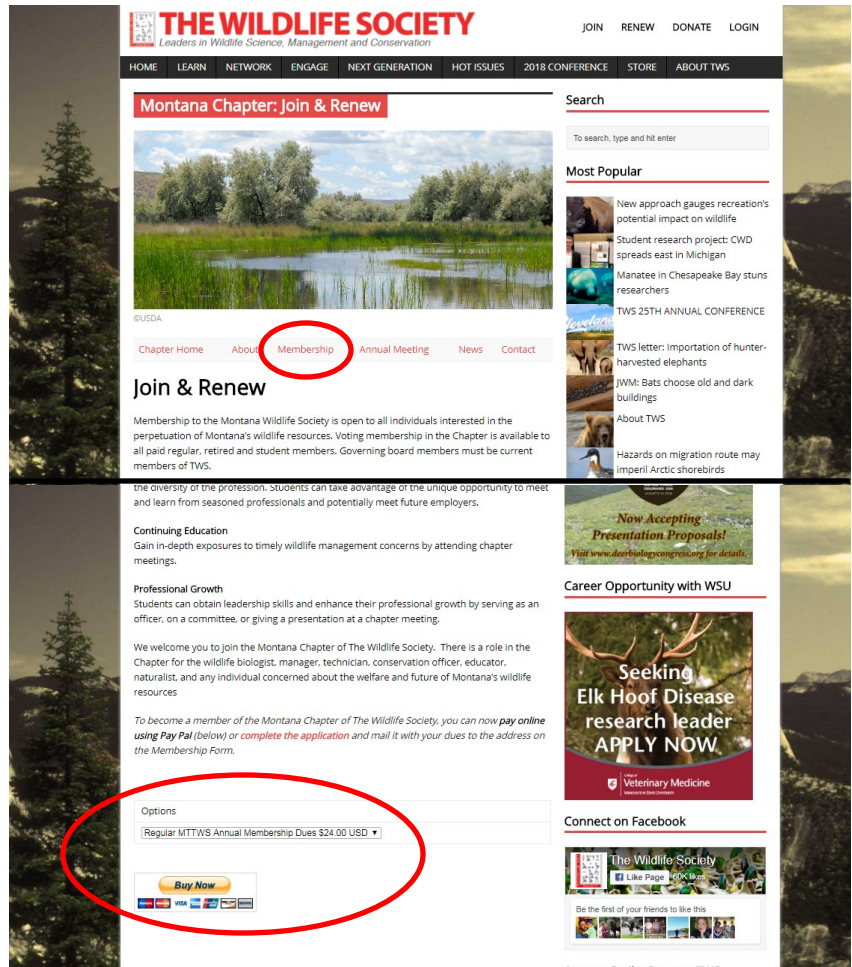 THE WILDLIFE SOCIETY
Leaders in Wildlife Science, Management and Conservation
JOIN RENEW DONATE LOGIN
HOME LEARN NETWORK ENGAGE NEXT GENERATION HOT ISSUES 2018 CONFERENCE STORE ABOUT TWS
Montana Chapter: Join & Renew
©USDA
Chapter Home About Membership Annual Meeting News Contact
Join & Renew
Membership to the Montana Wildlife Society is open to all individuals interested in the
perpetuation of Montana's wildlife resources. Voting membership in the Chapter is available to
all paid regular, retired and student members. Governing board members must be current
members of TWS.
Search
To search, type and hit enter
Most Popular
New approach gauges recreation's
potential impact on wildlife
Student research project: CWD
spreads east in Michigan
Manatee in Chesapeake Bay stuns
researchers
Cleveland
TWS 25TH ANNUAL CONFERENCE
TWS letter: Importation of hunter-
harvested elephants
JWM: Bats choose old and dark
buildings
About TWS
Hazards on migration route may
imperil Arctic shorebirds
the diversity of the profession. Students can take advantage of the unique opportunity to meet
and learn from seasoned professionals and potentially meet future employers.
Continuing Education
Gain in-depth exposures to timely wildlife management concerns by attending chapter
meetings.
Professional Growth
Students can obtain leadership skills and enhance their professional growth by serving as an
officer, on a committee, or giving a presentation at a chapter meeting.
We welcome you to join the Montana Chapter of The Wildlife Society. There is a role in the
Chapter for the wildlife biologist, manager, technician, conservation officer, educator,
naturalist, and any individual concerned about the welfare and future of Montana's wildlife
resources
To become a member of the Montana Chapter of The Wildlife Society, you can now pay online
using Pay Pal (below) or complete the application and mail it with your dues to the address on
the Membership Form.
Options
Regular MTTWS Annual Membership Dues $24.00 USD
Buy Now
VISA
Now Accepting
Presentation Proposals!
Visit www.deerbiologycongress.org for details.
Career Opportunity with WSU
Seeking
Elk Hoof Disease
research leader
APPLY NOW
College of
Veterinary Medicine
WASHINGTON STATE UNIVERSITY
Connect on Facebook
The Wildlife Society
Like Page 60K likes
Be the first of your friends to like this